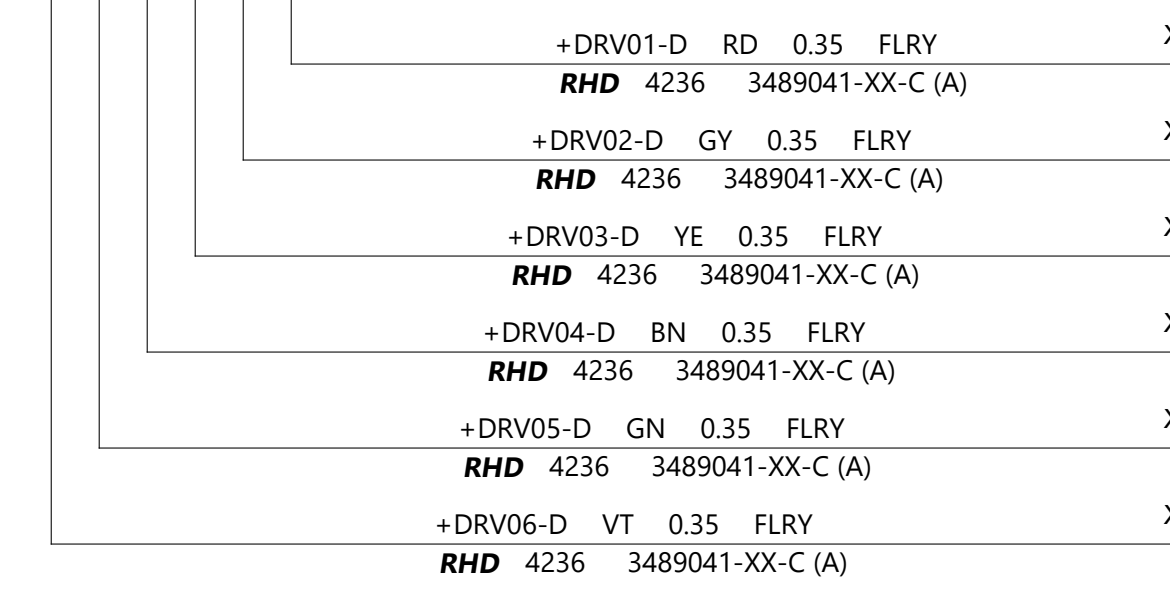 +DRV01-D RD 0.35 FLRY
RHD 4236 3489041-XX-C (A)
+DRV02-D GY 0.35 FLRY
RHD 4236 3489041-XX-C (A)
+DRV03-D YE 0.35 FLRY
RHD 4236 3489041-XX-C (A)
+DRV04-D BN 0.35 FLRY
RHD 4236 3489041-XX-C (A)
+DRV05-D GN 0.35 FLRY
RHD 4236 3489041-XX-C (A)
+DRV06-D VT 0.35 FLRY
RHD 4236 3489041-XX-C (A)